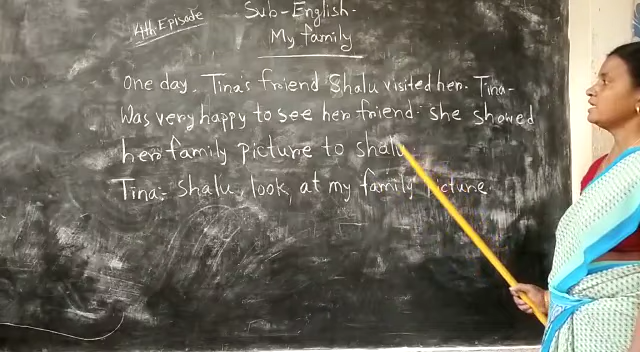 4th Episode
Sub-English-
My family
One day, Tina's friend Shalu visited her. Tina-
Was very happy to see her friend. She showed
her family picture to shalu.
Tina:- Shalu, look, at my family picture.